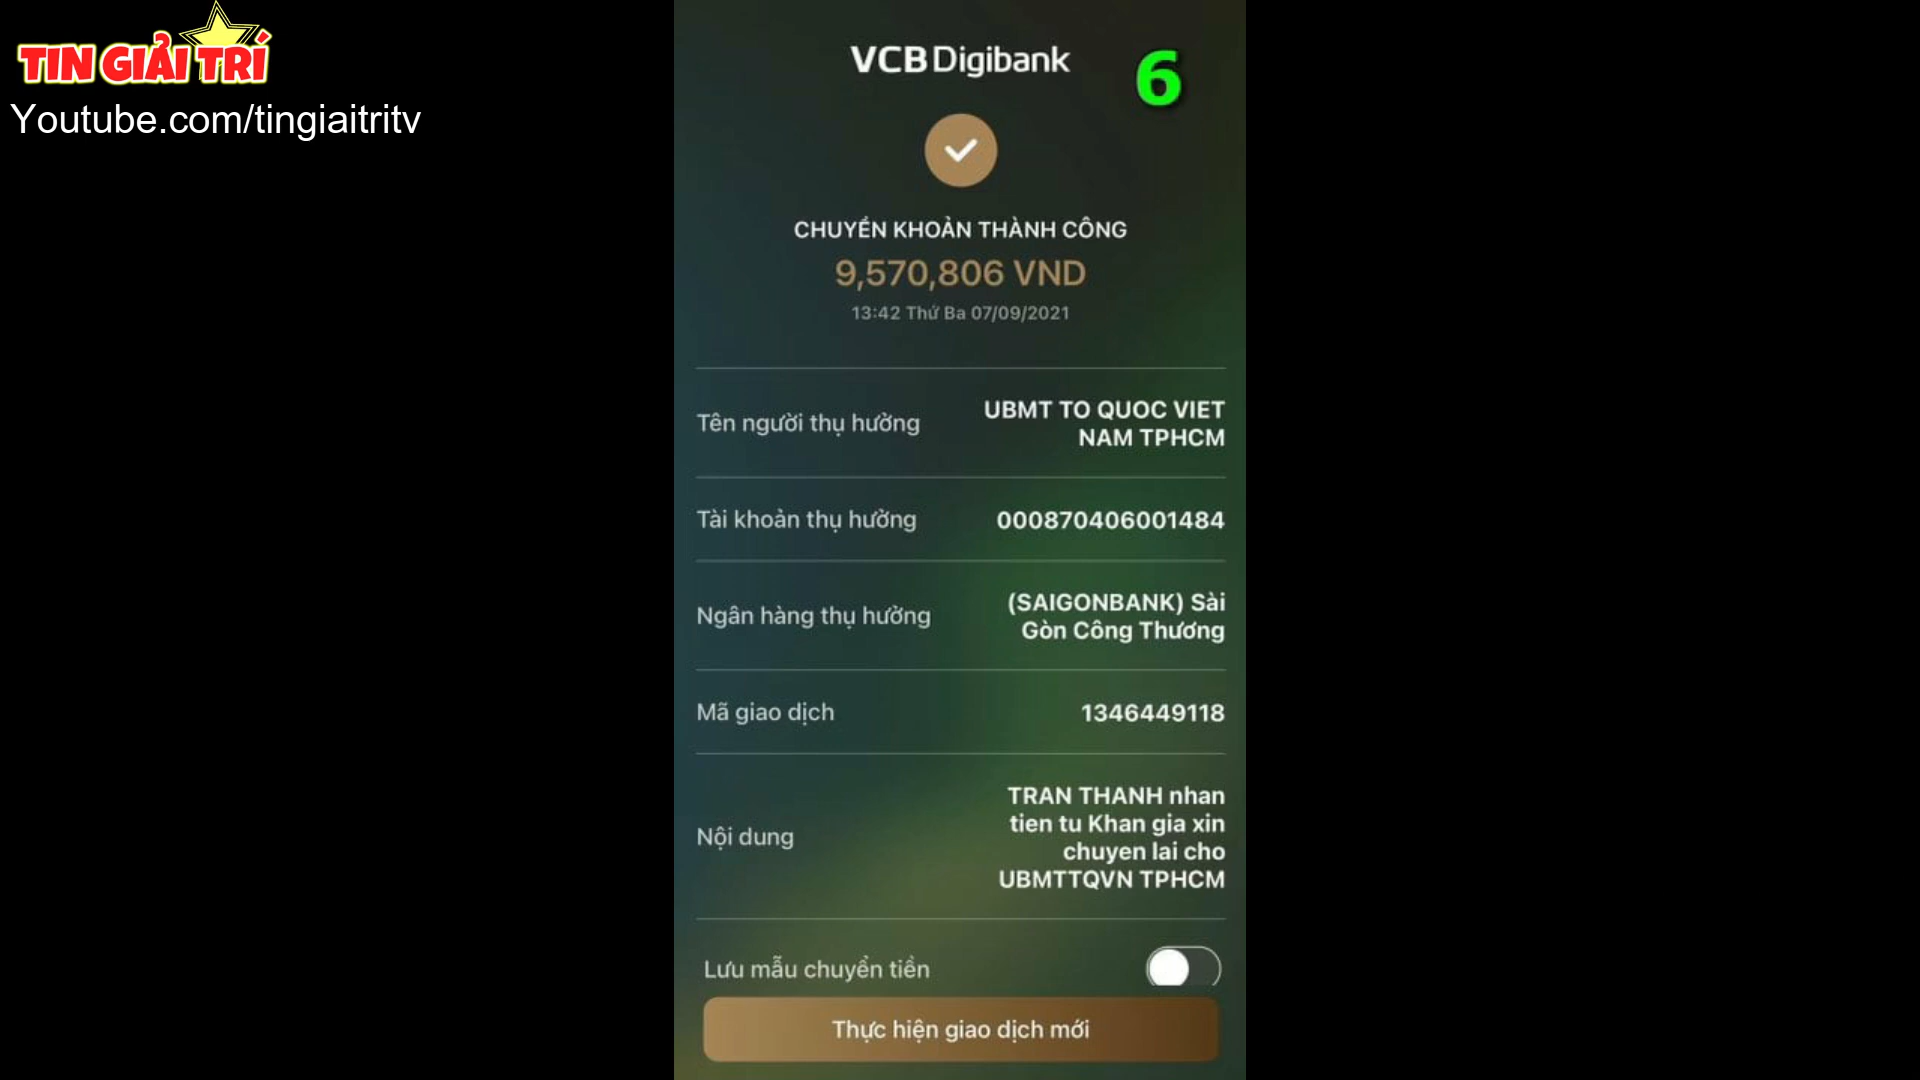 TIN GIẢI TRÍ
Youtube.com/tingiaitritv
VCB Digibank
6
CHUYỂN KHOẢN THÀNH CÔNG
9,570,806 VND
13:42 Thứ Ba 07/09/2021
Tên người thụ hưởng
UBMT TO QUOC VIET
NAM TPHCM
Tài khoản thụ hưởng
000870406001484
Ngân hàng thụ hưởng
(SAIGONBANK) Sài
Gòn Công Thương
Mã giao dịch
1346449118
Nội dung
TRAN THANH nhan
tien tu Khan gia xin
chuyen lai cho
UBMTTQVN TPHCM
Lưu mẫu chuyển tiền
Thực hiện giao dịch mới